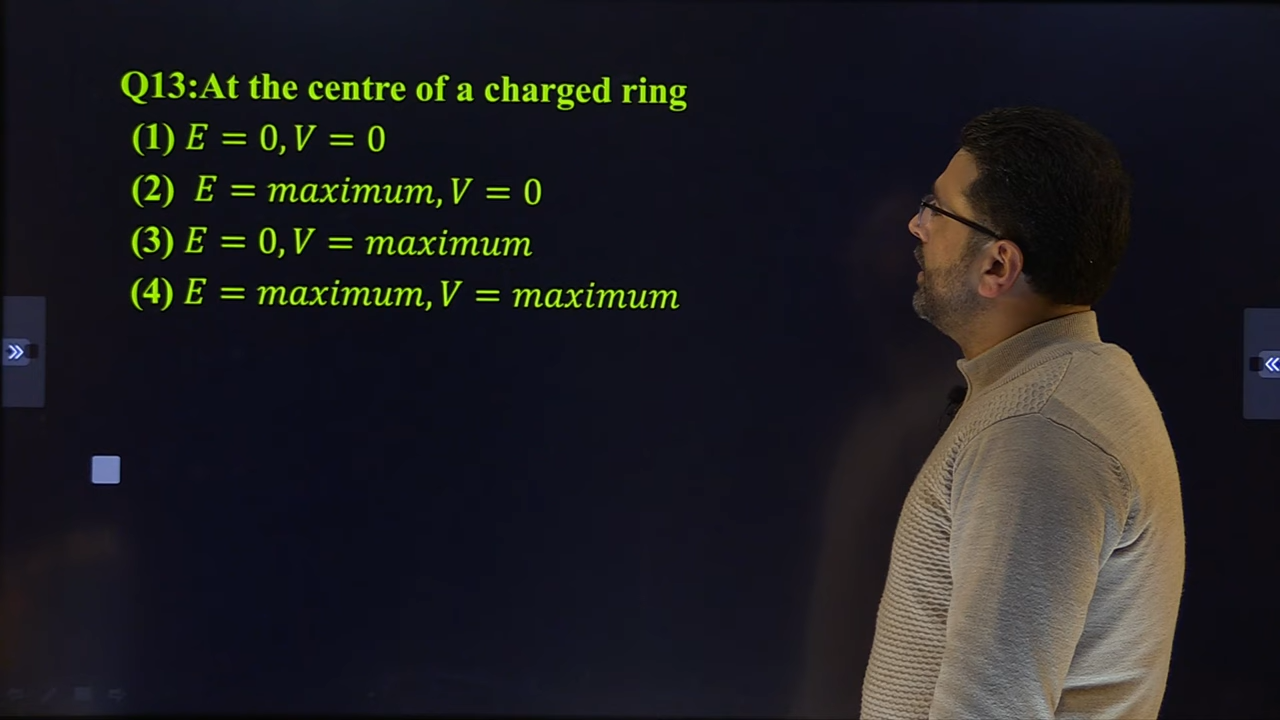 Q13:At the centre of a charged ring
(1) E = 0, V = 0
(2) E = maximum, V = 0
(3) E = 0, V = maximum
(4) E = maximum, V = maximum